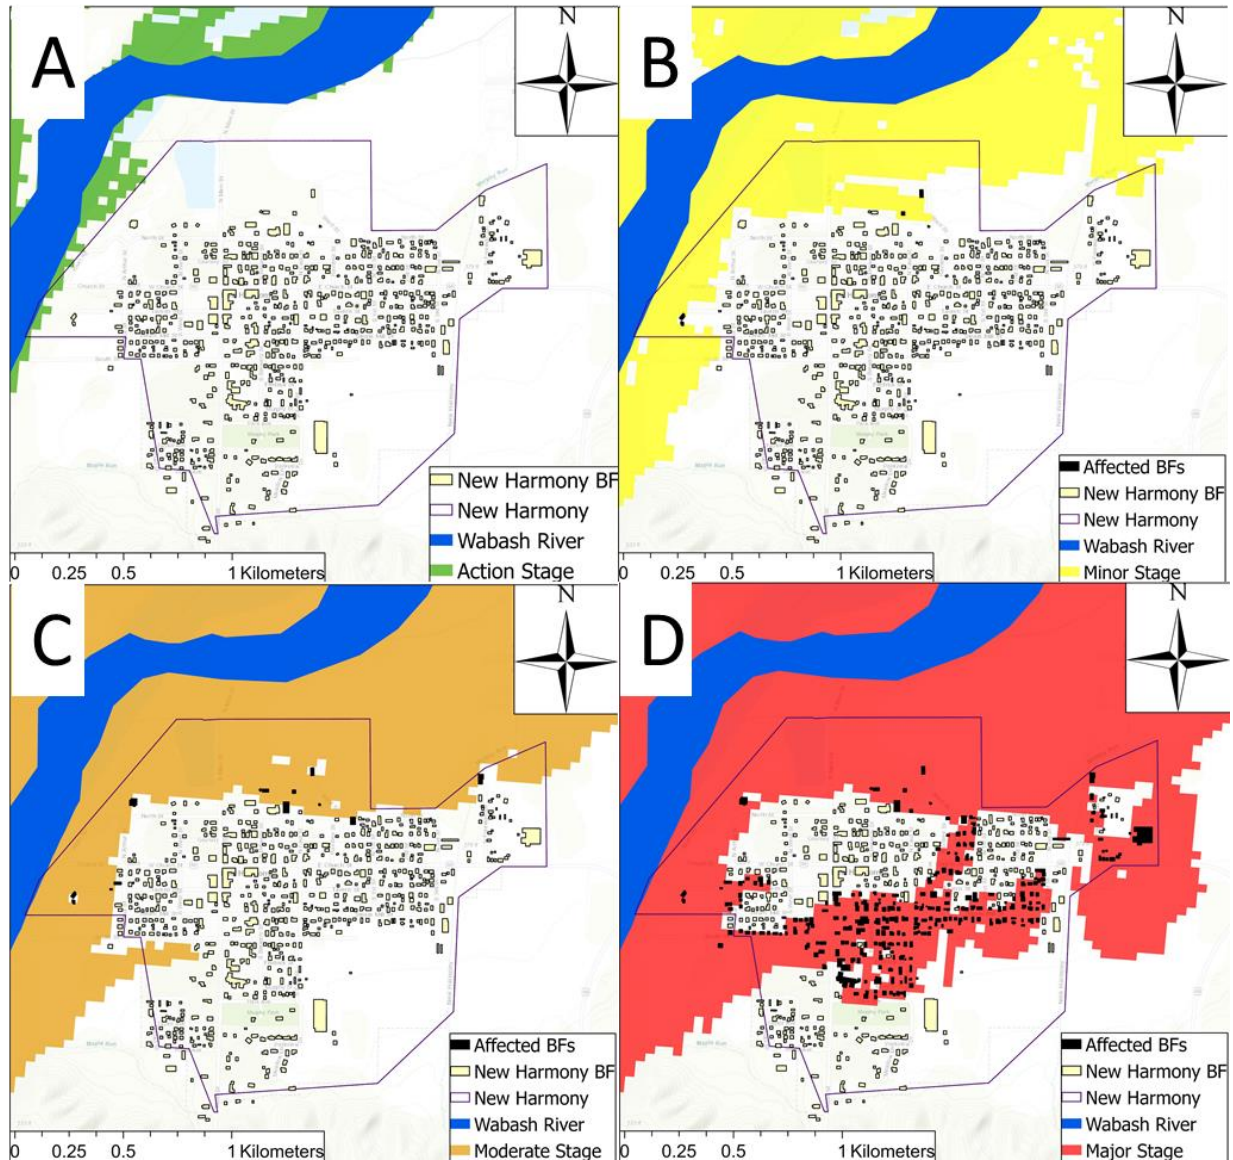 A
N
New Harmony BF
New Harmony
Wabash River
Action Stage
0 0.25 0.5 1 Kilometers
B
N
Affected BFs
New Harmony BF
New Harmony
Wabash River
Minor Stage
0 0.25 0.5 1 Kilometers
C
N
Affected BFs
New Harmony BF
New Harmony
Wabash River
Moderate Stage
0 0.25 0.5 1 Kilometers
D
N
Affected BFs
New Harmony BF
New Harmony
Wabash River
Major Stage
0 0.25 0.5 1 Kilometers